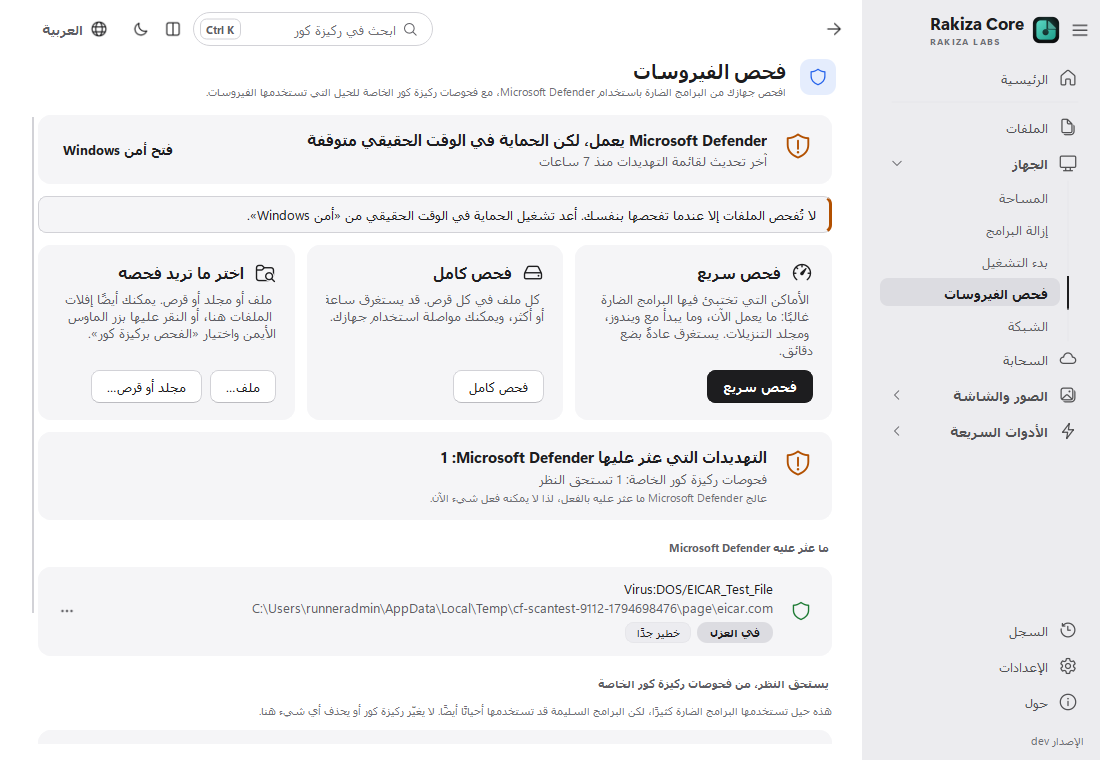 Rakiza Core
RAKIZA LABS
الرئيسية
الملفات
الجهاز
المساحة
إزالة البرامج
بدء التشغيل
فحص الفيروسات
الشبكة
السحابة
الصور والشاشة
الأدوات السريعة
السجل
الإعدادات
حول
الإصدار dev
ابحث في ركيزة كور
Ctrl K
العربية
فحص الفيروسات
افحص جهازك من البرامج الضارة باستخدام Microsoft Defender، مع فحوصات ركيزة كور الخاصة للحيل التي تستخدمها الفيروسات.
Microsoft Defender يعمل، لكن الحماية في الوقت الحقيقي متوقفة
آخر تحديث لقائمة التهديدات منذ 7 ساعات
فتح أمن Windows
لا تُفحص الملفات إلا عندما تفحصها بنفسك. أعد تشغيل الحماية في الوقت الحقيقي من «أمن Windows».
فحص سريع
الأماكن التي تختبئ فيها البرامج الضارة
غالبًا: ما يعمل الآن، وما يبدأ مع ويندوز،
ومجلد التنزيلات. يستغرق عادةً بضع
دقائق.
فحص سريع
فحص كامل
كل ملف في كل قرص. قد يستغرق ساعة
أو أكثر، ويمكنك مواصلة استخدام جهازك.
فحص كامل
اختر ما تريد فحصه
ملف أو مجلد أو قرص. يمكنك أيضًا إفلات
الملفات هنا، أو النقر عليها بزر الماوس
الأيمن واختيار «الفحص بركيزة كور».
ملف...
مجلد أو قرص...
التهديدات التي عثر عليها Microsoft Defender: 1
فحوصات ركيزة كور الخاصة: 1 تستحق النظر
عالج Microsoft Defender ما عثر عليه بالفعل، لذا لا يمكنه فعل شيء الآن.
ما عثر عليه Microsoft Defender
Virus:DOS/EICAR_Test_File
C:\Users\runneradmin\AppData\Local\Temp\cf-scantest-9112-1794698476\page\eicar.com
في العزل
خطير جدًا
يستحق النظر، من فحوصات ركيزة كور الخاصة
هذه حيل تستخدمها البرامج الضارة كثيرًا، لكن البرامج السليمة قد تستخدمها أحيانًا أيضًا. لا يغيّر ركيزة كور أو يحذف أي شيء هنا.